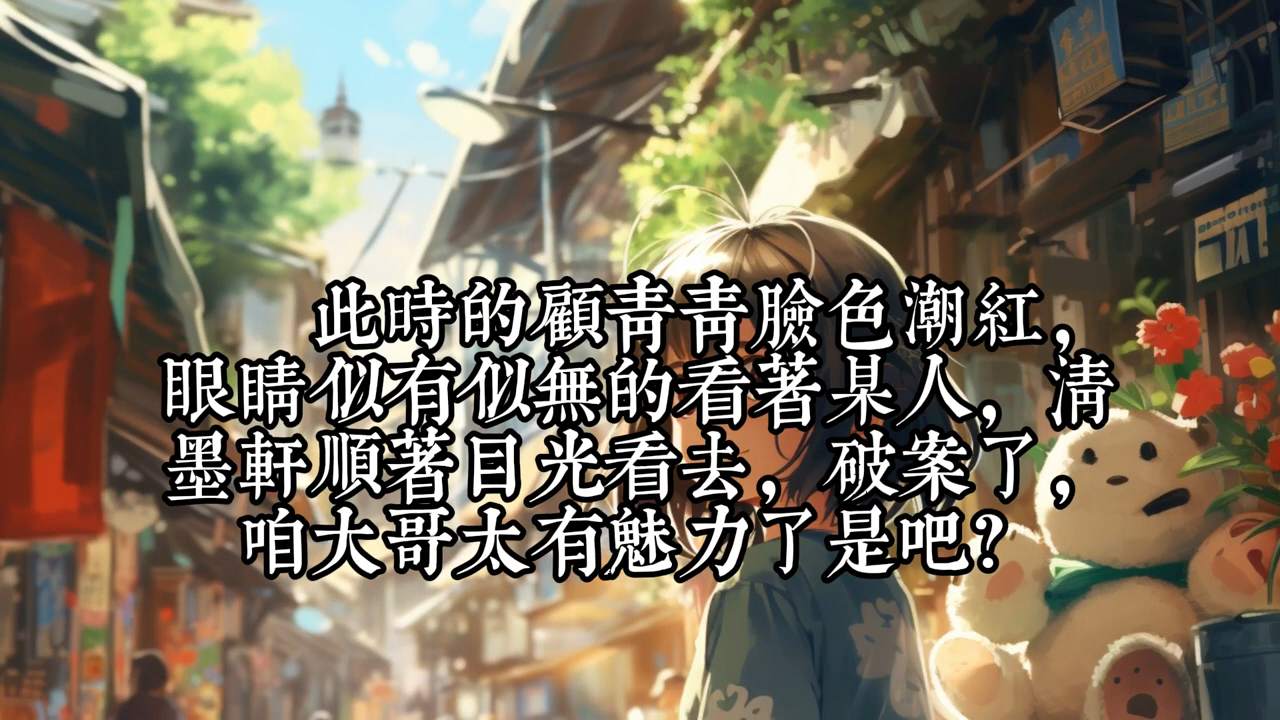 此時的顧青青臉色潮紅，
眼睛似有似無的看著某人，清
墨軒順著目光看去，破案了，
咱大哥太有魅力了是吧？